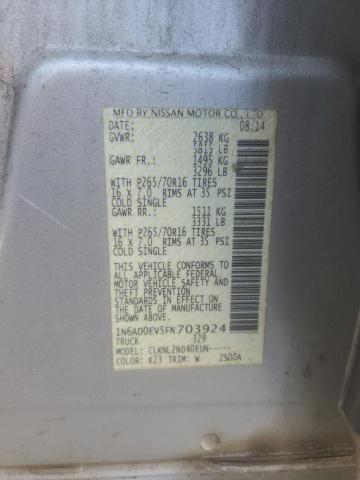 MFD BY NISSAN MOTOR CO., LTD
DATE: 08/14
GVWR: 2638 KG
5815 LB
GAWR FR.: 1495 KG
3296 LB
WITH P265/70R16 TIRES
16 X 7.0 RIMS AT 35 PSI
COLD SINGLE
GAWR RR.: 1511 KG
3331 LB
WITH P265/70R16 TIRES
16 X 7.0 RIMS AT 35 PSI
COLD SINGLE
THIS VEHICLE CONFORMS TO
ALL APPLICABLE FEDERAL
MOTOR VEHICLE SAFETY
STANDARDS IN EFFECT ON THE
DATE OF MANUFACTURE
SHOWN ABOVE
1N6AD0EV5FN703924
TRUCK 329
MODEL: CLKNL2ND40EUN-----
COLOR: K23 TRIM: W 2S00A